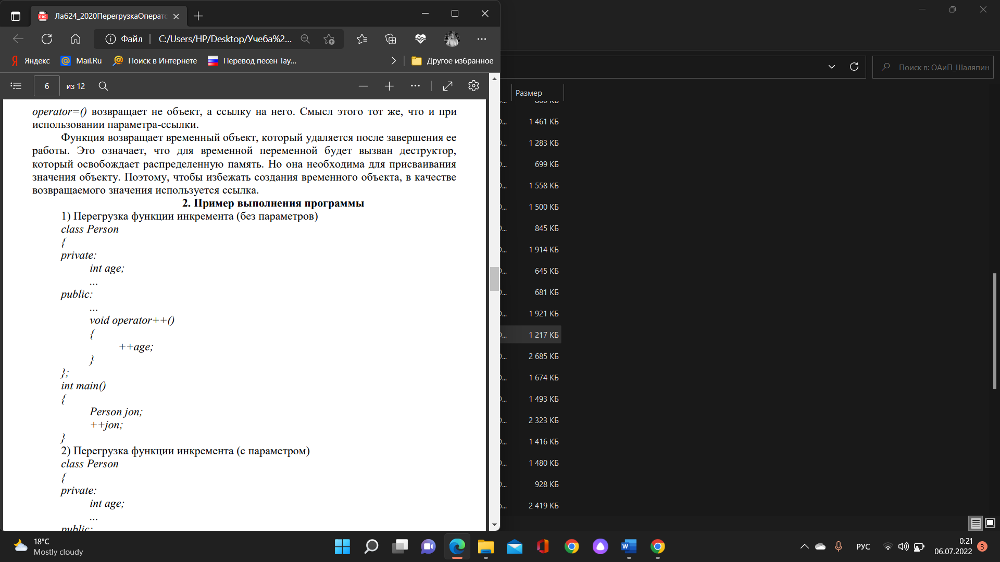 Лаб24_2020ПерегрузкаОперато
Файл
C:/Users/HP/Desktop/Учеба%2...
Яндекс
Mail.Ru
Поиск в Интернете
Перевод песен Tay...
Другое избранное
6 из 12
operator=() возвращает не объект, а ссылку на него. Смысл этого тот же, что и при
использовании параметра-ссылки.
Функция возвращает временный объект, который удаляется после завершения ее
работы. Это означает, что для временной переменной будет вызван деструктор,
который освобождает распределенную память. Но она необходима для присваивания
значения объекту. Поэтому, чтобы избежать создания временного объекта, в качестве
возвращаемого значения используется ссылка.
2. Пример выполнения программы
1) Перегрузка функции инкремента (без параметров)
class Person
{
private:
int age;
...
public:
...
void operator++()
{
++age;
}
};
int main()
{
Person jon;
++jon;
}
2) Перегрузка функции инкремента (с параметром)
class Person
{
private:
int age;
...
public:
Поиск в: ОАиП_Шаляпин
Размер
1 461 КБ
1 283 КБ
699 КБ
1 558 КБ
1 500 КБ
845 КБ
1 914 КБ
645 КБ
681 КБ
1 921 КБ
1 217 КБ
2 685 КБ
1 674 КБ
1 493 КБ
2 323 КБ
1 416 КБ
1 480 КБ
928 КБ
2 419 КБ
18°C
Mostly cloudy
РУС
0:21
06.07.2022
3